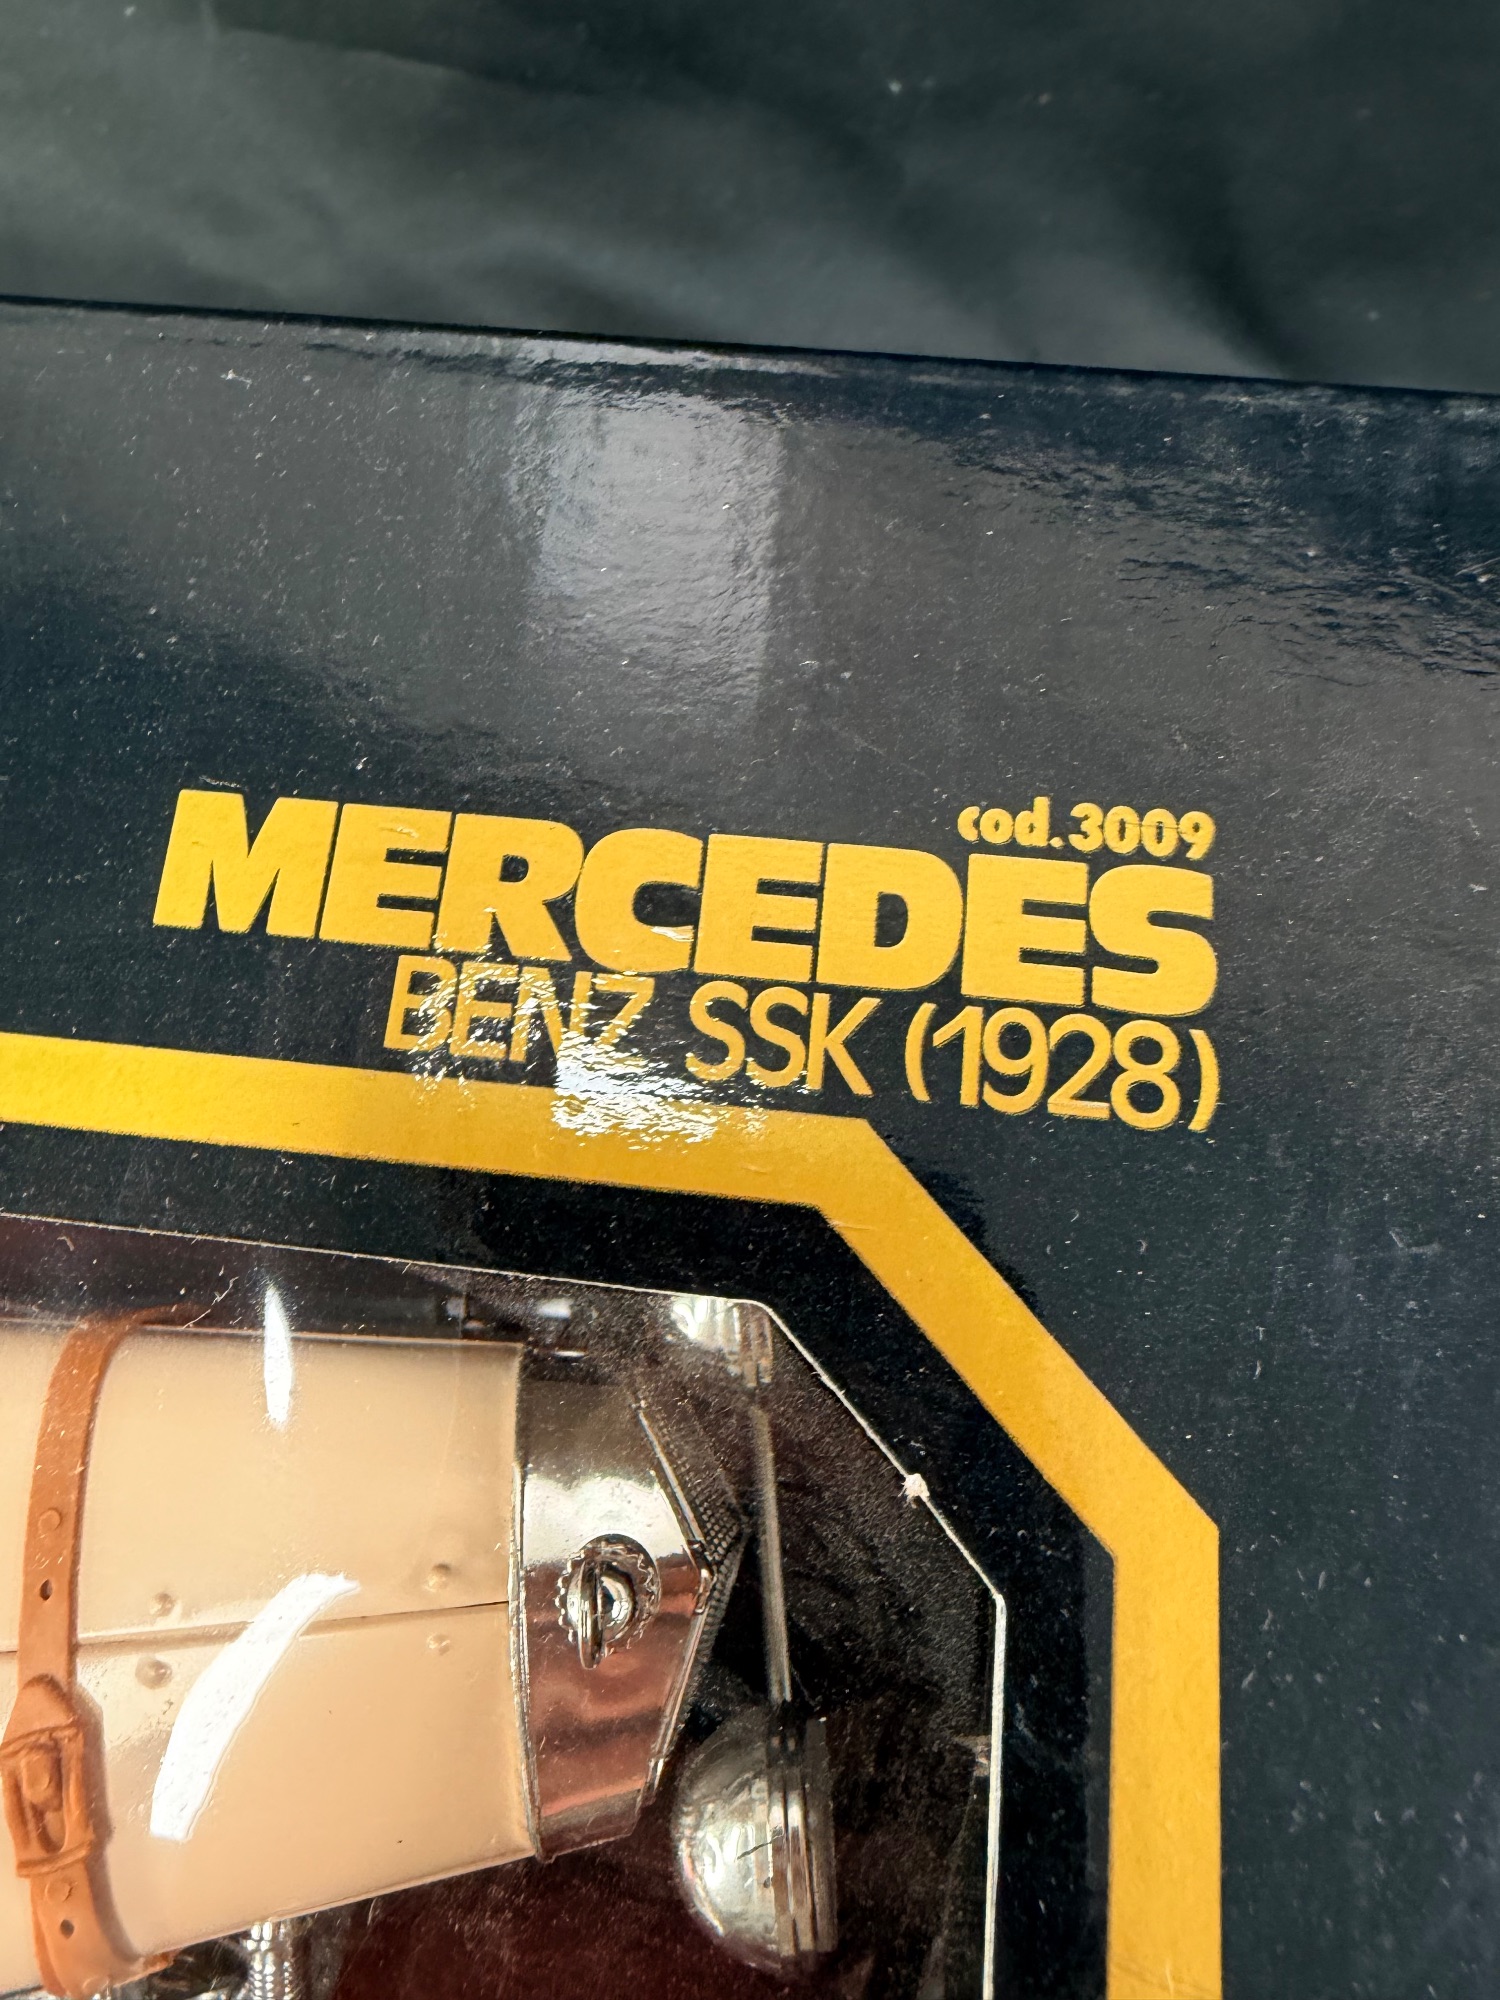 cod.3009
MERCEDES
BENZ SSK (1928)